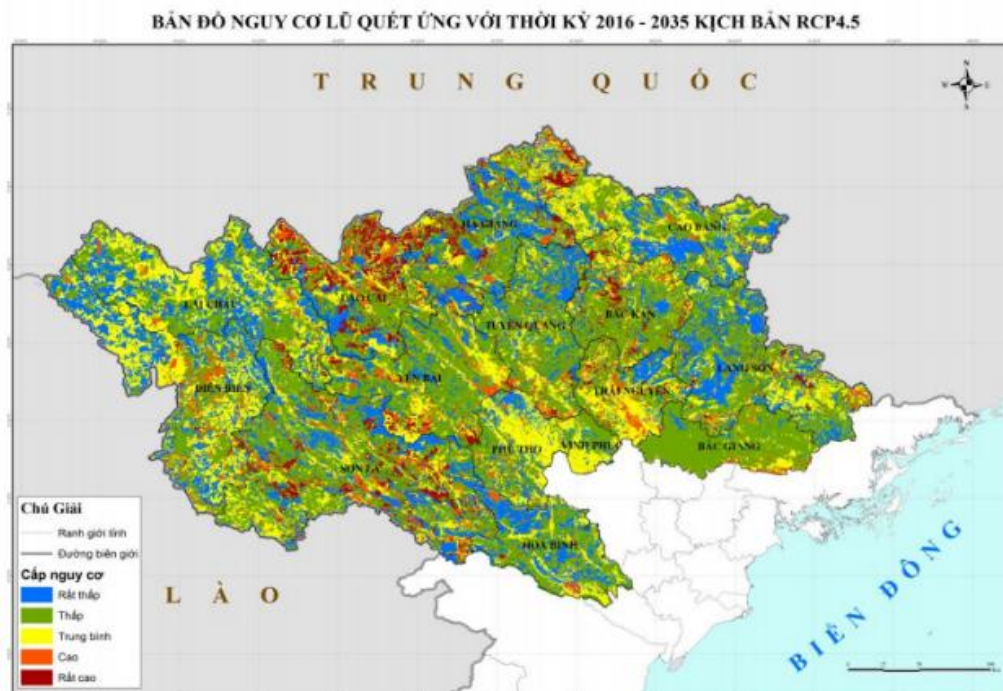 BẢN ĐỒ NGUY CƠ LŨ QUÉT ỨNG VỚI THỜI KỲ 2016 - 2035 KỊCH BẢN RCP4.5
TRUNG QUỐC
N
W E
S
HÀ GIANG
CAO BẰNG
LAI CHÂU
LÀO CAI
TUYÊN QUANG
BẮC KẠN
ĐIỆN BIÊN
YÊN BÁI
THÁI NGUYÊN
LẠNG SƠN
PHÚ THỌ
VĨNH PHÚC
BẮC GIANG
SƠN LA
HÒA BÌNH
Chú Giải
Ranh giới tỉnh
Đường biên giới
Cấp nguy cơ
Rất thấp
Thấp
Trung bình
Cao
Rất cao
LÀO
BIỂN ĐÔNG